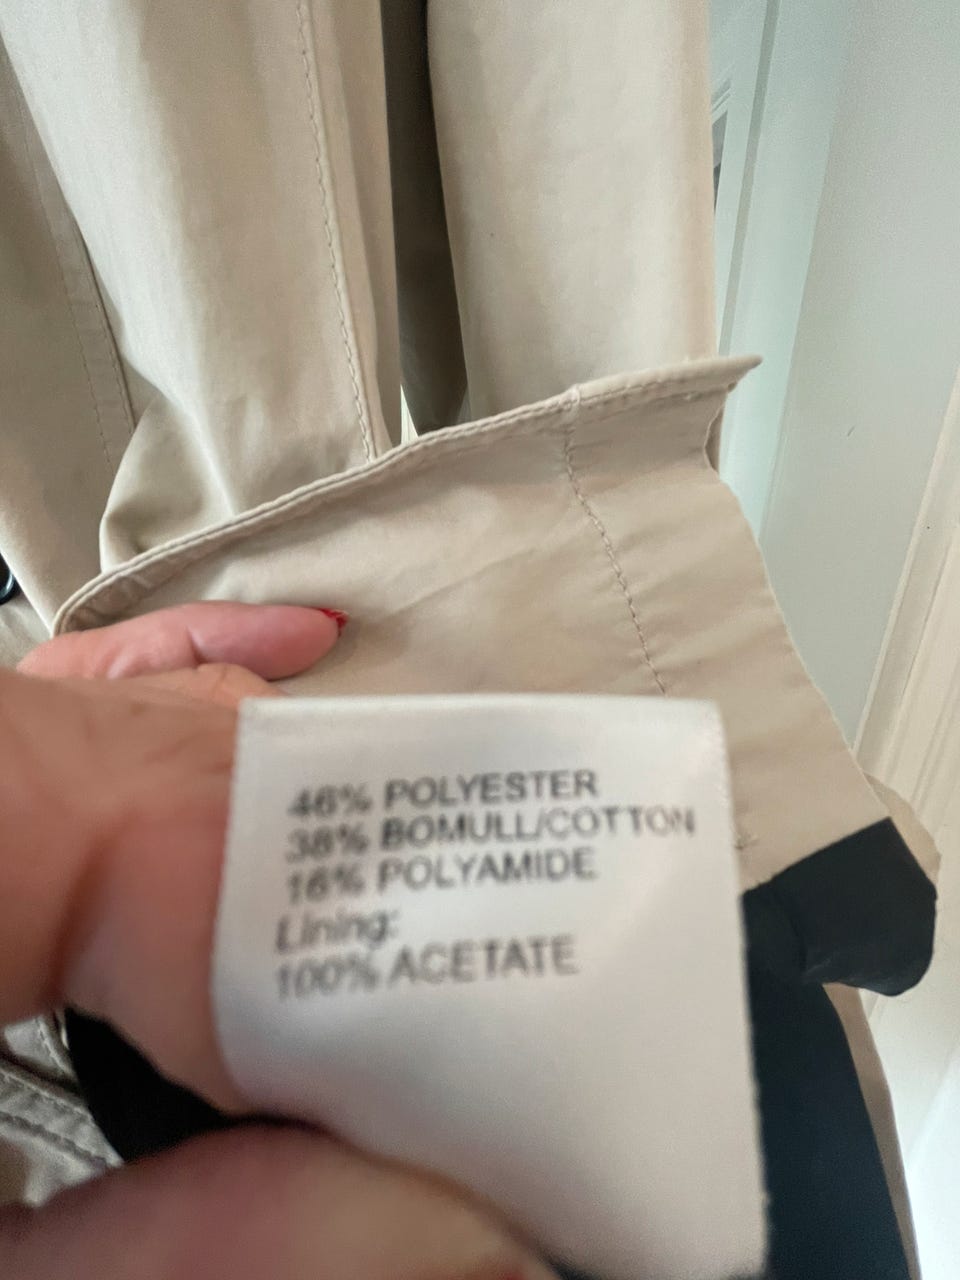 46% POLYESTER
38% BOMULL/COTTON
16% POLYAMIDE
Lining:
100% ACETATE